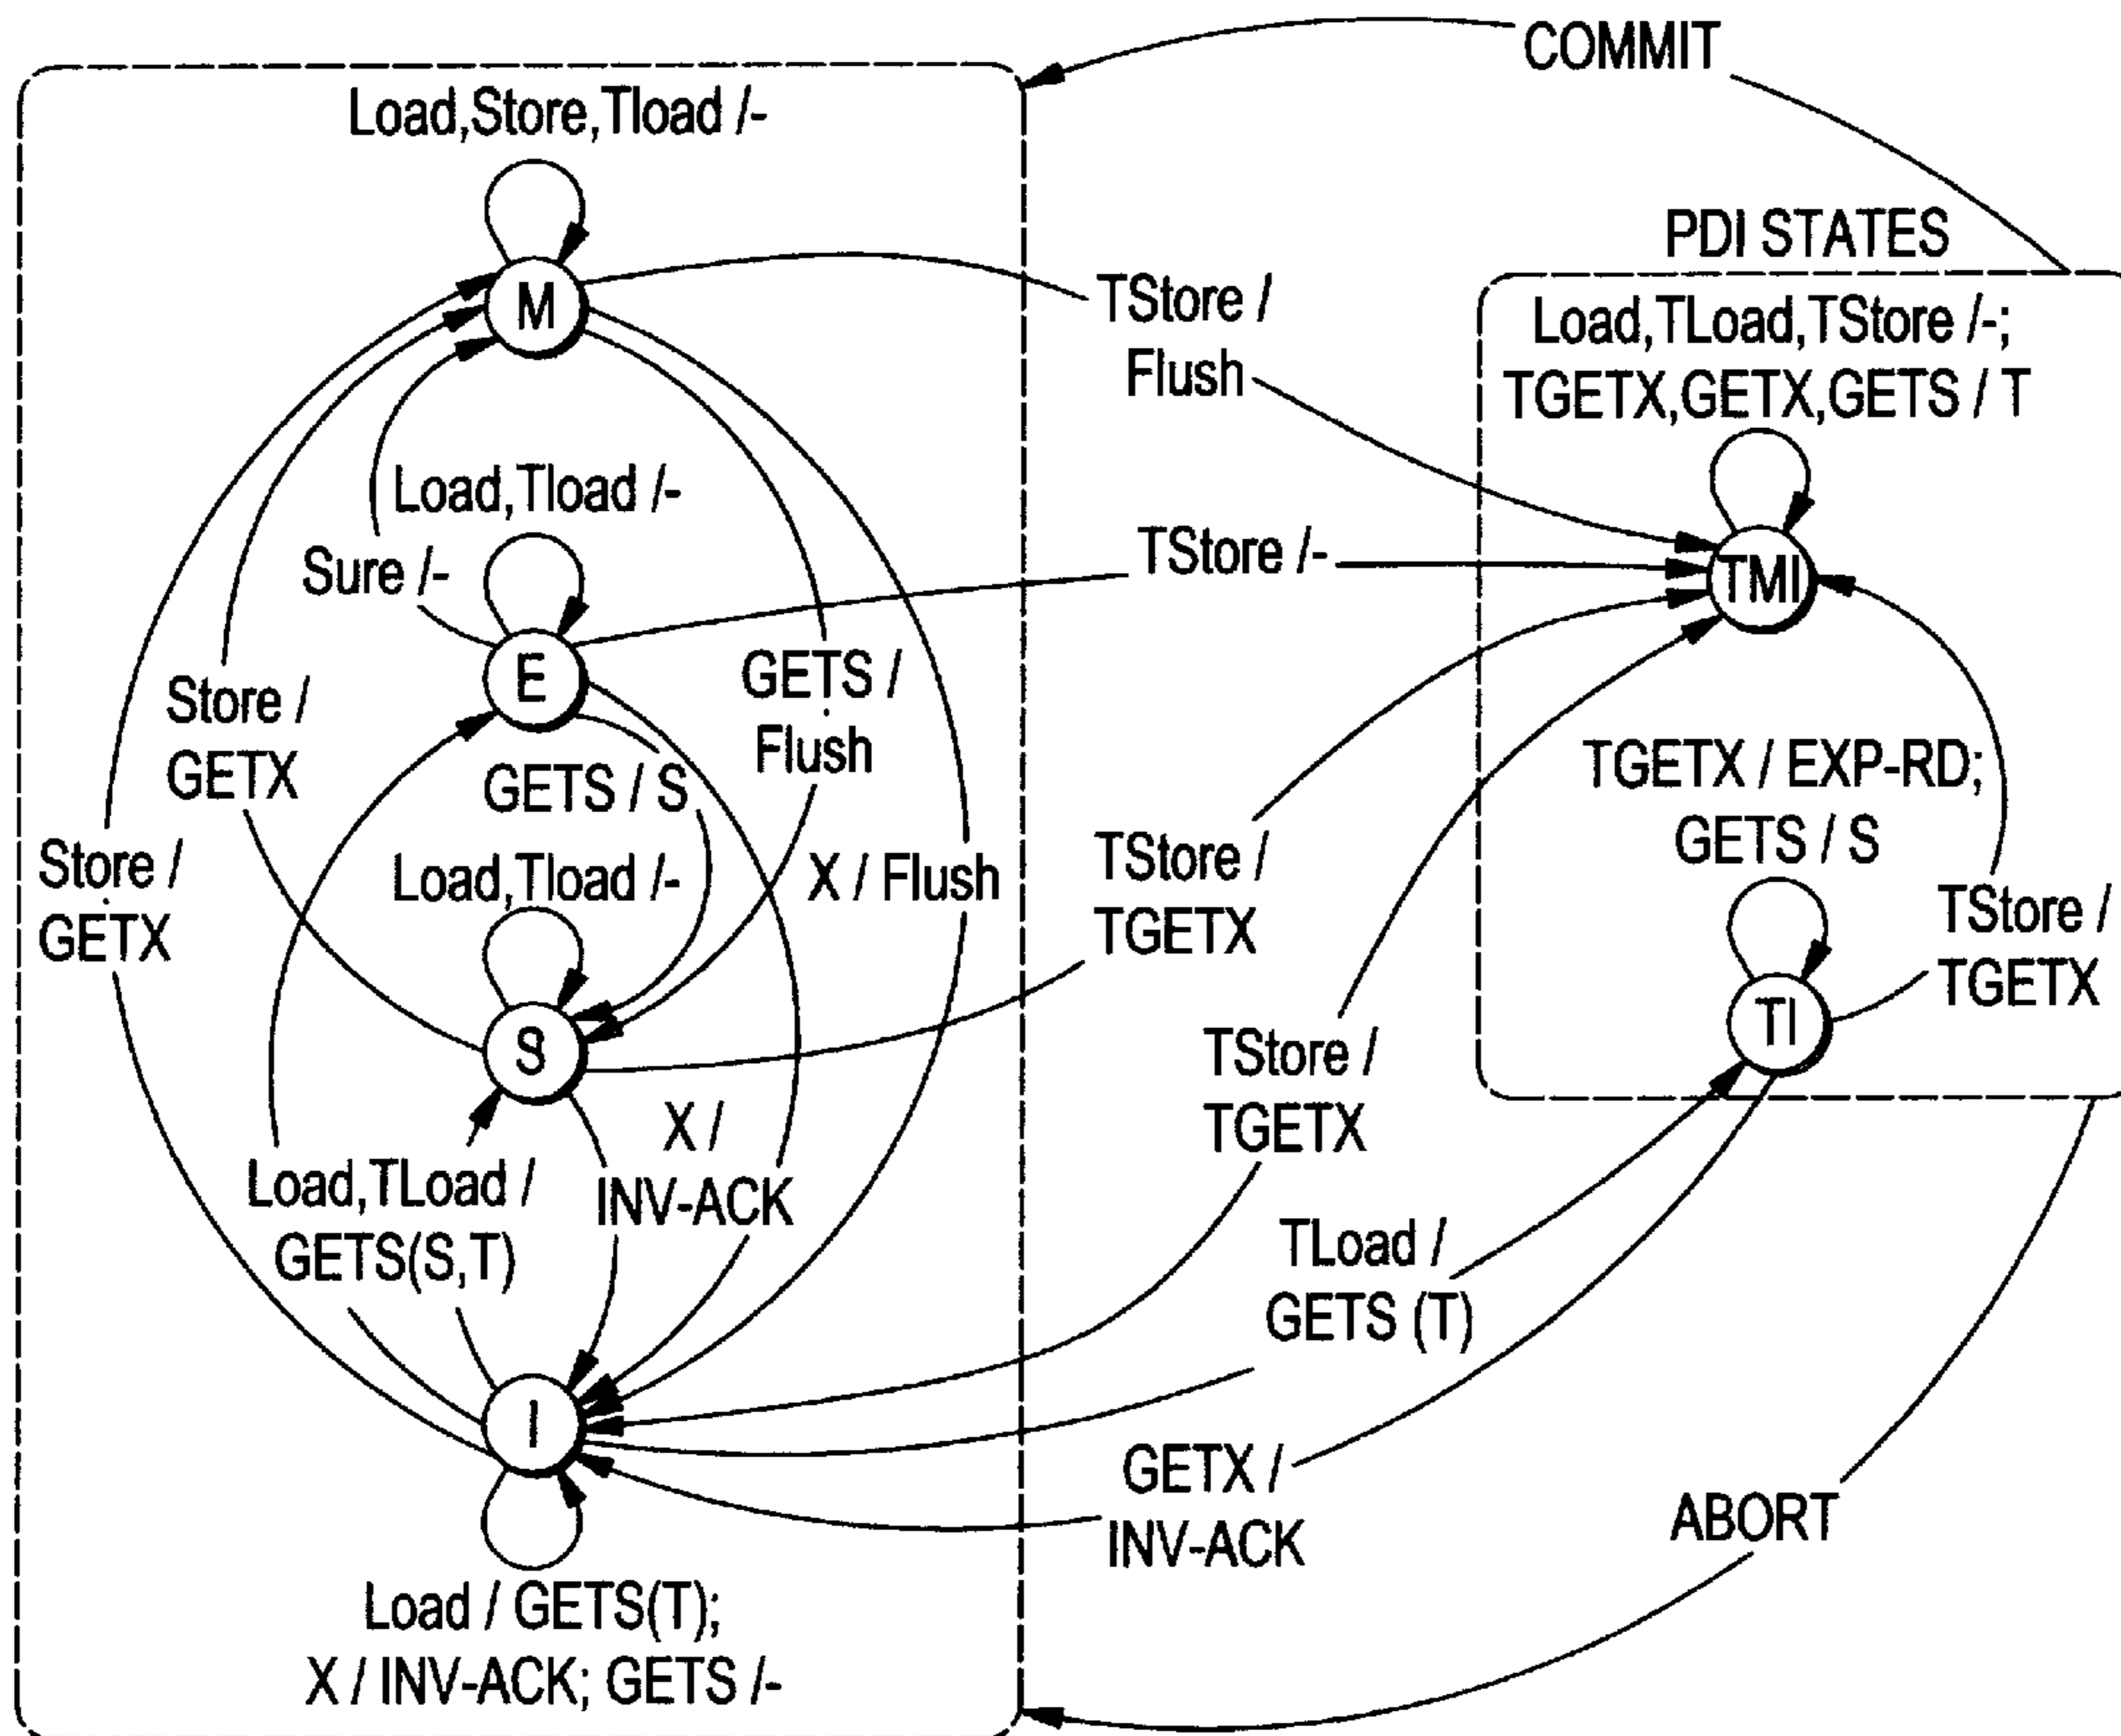 COMMIT
Load,Store,Tload /-
M
PDI STATES
TStore /
Flush
Load,TLoad,TStore /-;
TGETX,GETX,GETS / T
TMI
Load,Tload /-
Sure /-
TStore /-
E
Store /
GETX
GETS /
Flush
GETS / S
Store /
GETX
Load,Tload /-
X / Flush
TStore /
TGETX
TGETX / EXP-RD;
GETS / S
TStore /
TGETX
S
TI
X /
INV-ACK
TStore /
TGETX
Load,TLoad /
GETS(S,T)
TLoad /
GETS (T)
I
GETX /
INV-ACK
ABORT
Load / GETS(T);
X / INV-ACK; GETS /-